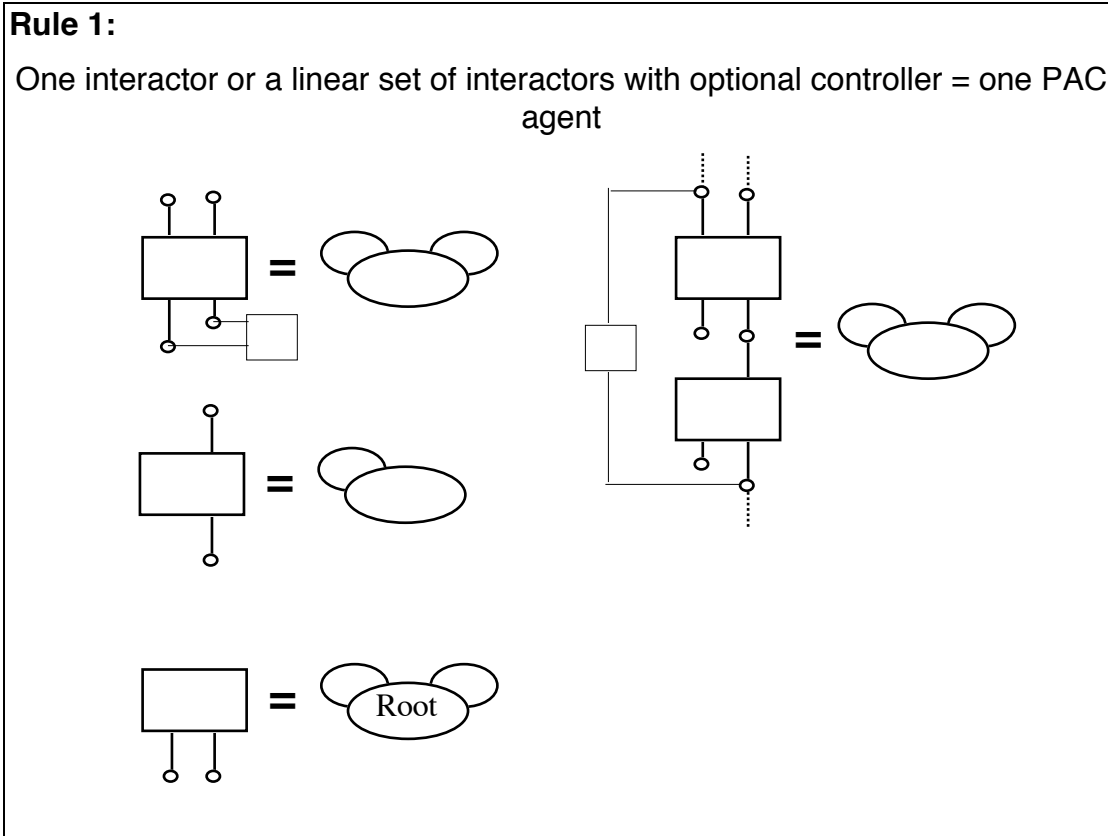 Rule 1:
One interactor or a linear set of interactors with optional controller = one PAC
agent
=
=
=
=
Root